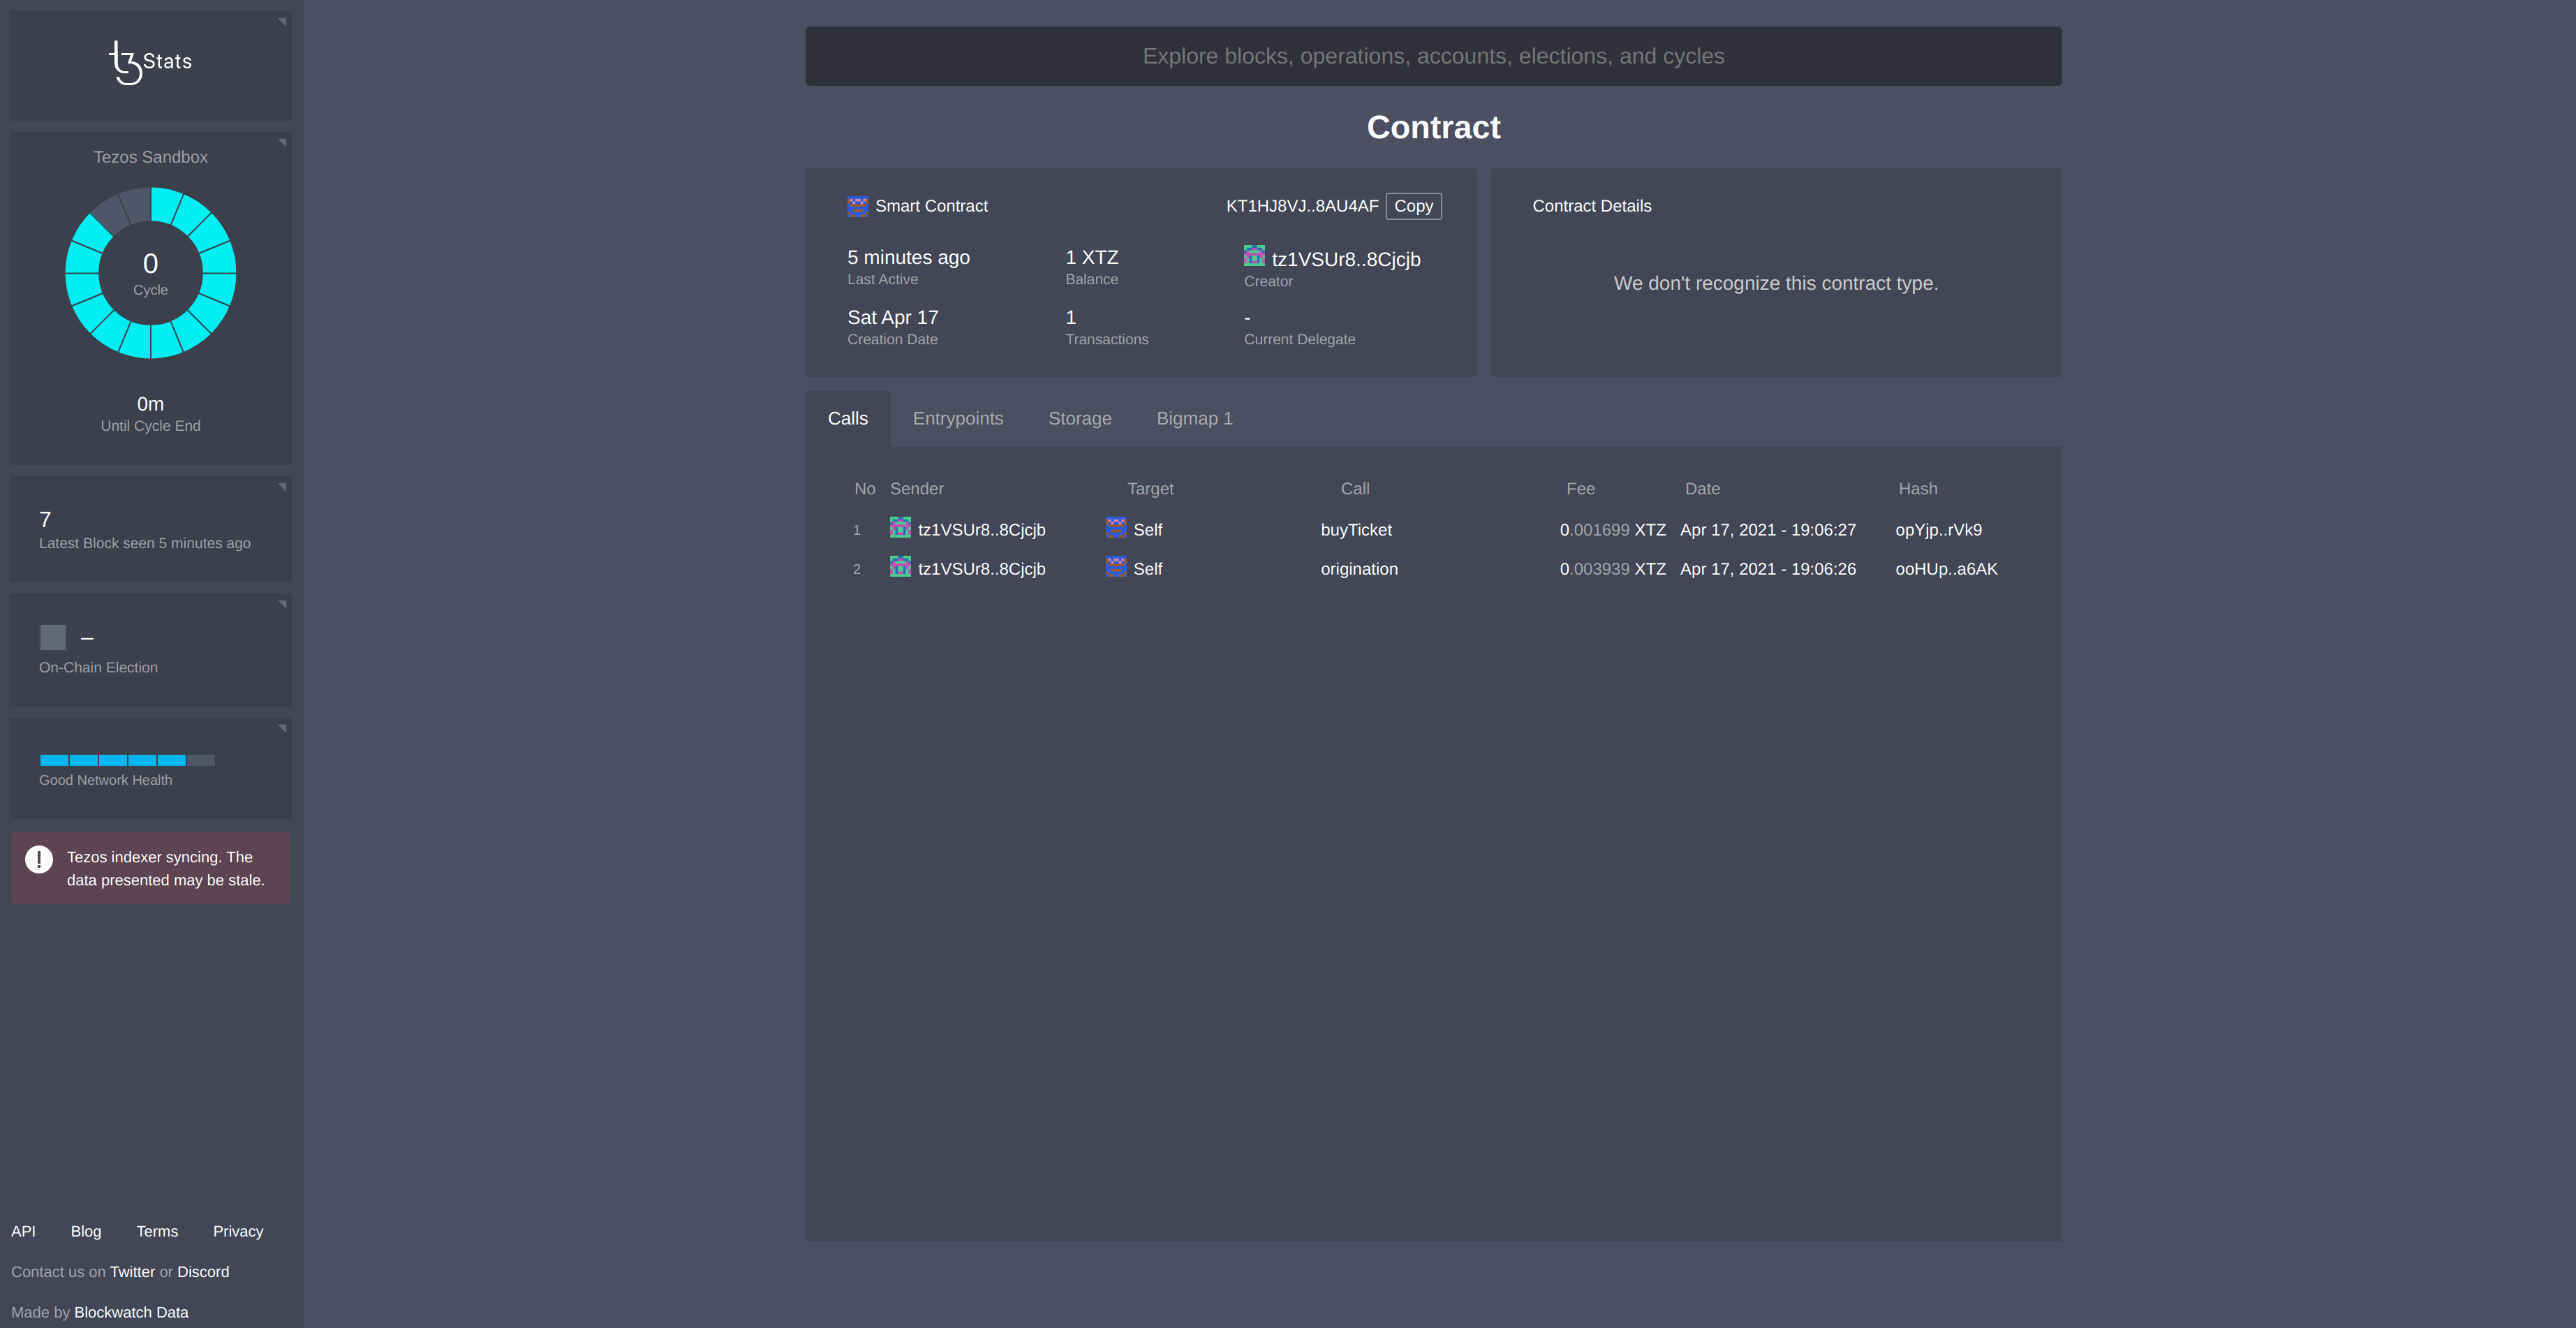 tz Stats
Tezos Sandbox
0
Cycle
0m
Until Cycle End
7
Latest Block seen 5 minutes ago
–
On-Chain Election
Good Network Health
! Tezos indexer syncing. The
data presented may be stale.
API Blog Terms Privacy
Contact us on Twitter or Discord
Made by Blockwatch Data
Explore blocks, operations, accounts, elections, and cycles
Contract
Smart Contract KT1HJ8VJ..8AU4AF Copy
5 minutes ago 1 XTZ tz1VSUr8..8Cjcjb
Last Active Balance Creator
Sat Apr 17 1 -
Creation Date Transactions Current Delegate
Contract Details
We don't recognize this contract type.
Calls Entrypoints Storage Bigmap 1
No Sender Target Call Fee Date Hash
1 tz1VSUr8..8Cjcjb Self buyTicket 0.001699 XTZ Apr 17, 2021 - 19:06:27 opYjp..rVk9
2 tz1VSUr8..8Cjcjb Self origination 0.003939 XTZ Apr 17, 2021 - 19:06:26 ooHUp..a6AK